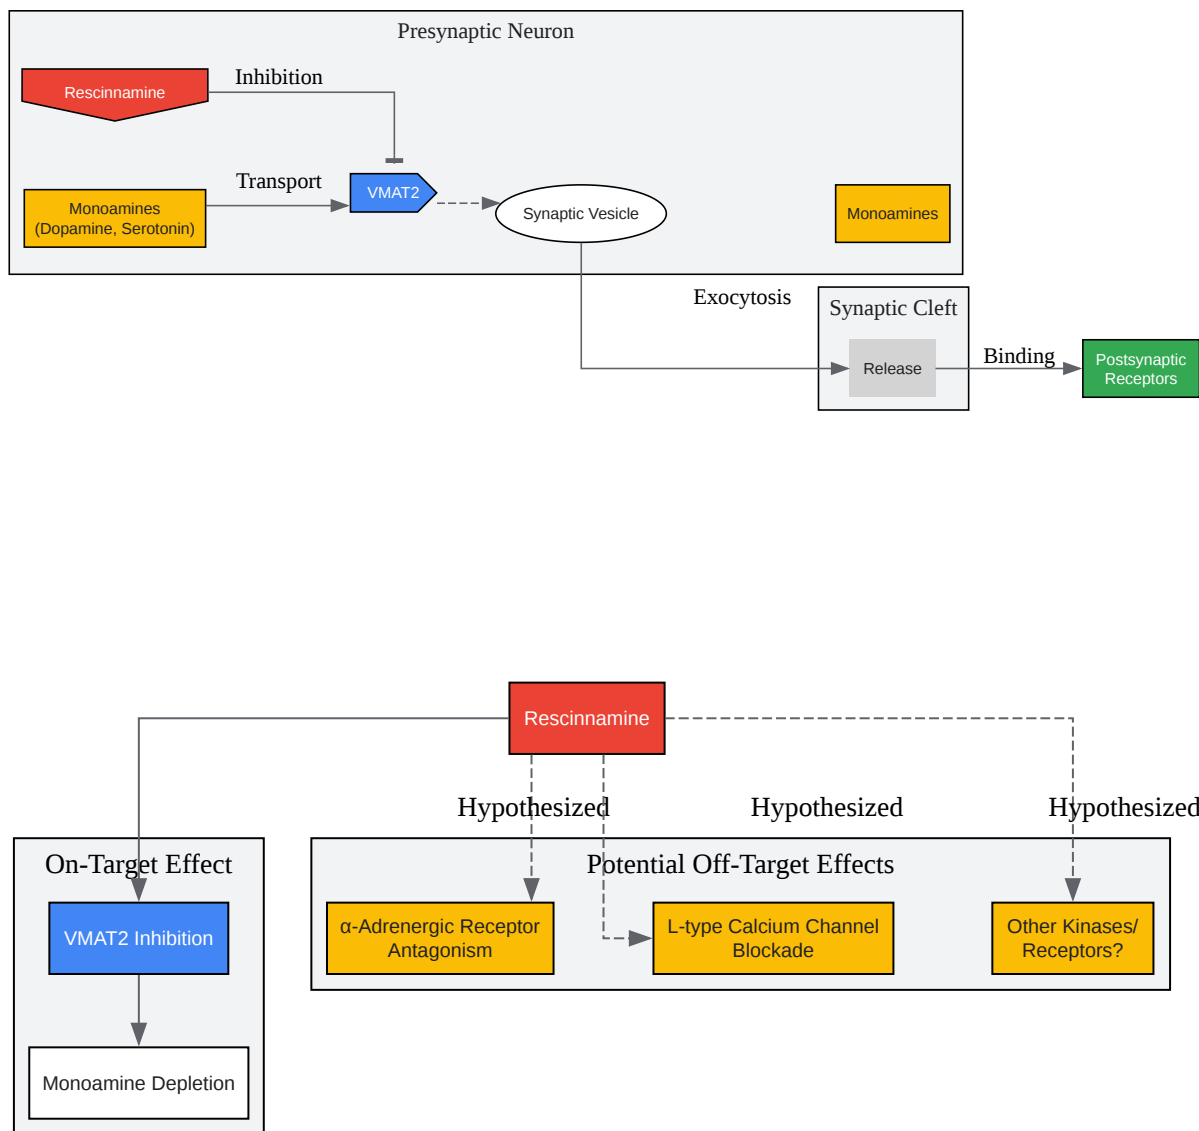 Presynaptic Neuron
Rescinnamine
Inhibition
Monoamines
(Dopamine, Serotonin)
Transport
VMAT2
Synaptic Vesicle
Monoamines
Exocytosis
Synaptic Cleft
Release
Binding
Postsynaptic
Receptors
Rescinnamine
Hypothesized
Hypothesized
Hypothesized
On-Target Effect
VMAT2 Inhibition
Monoamine Depletion
Potential Off-Target Effects
α-Adrenergic Receptor
Antagonism
L-type Calcium Channel
Blockade
Other Kinases/
Receptors?